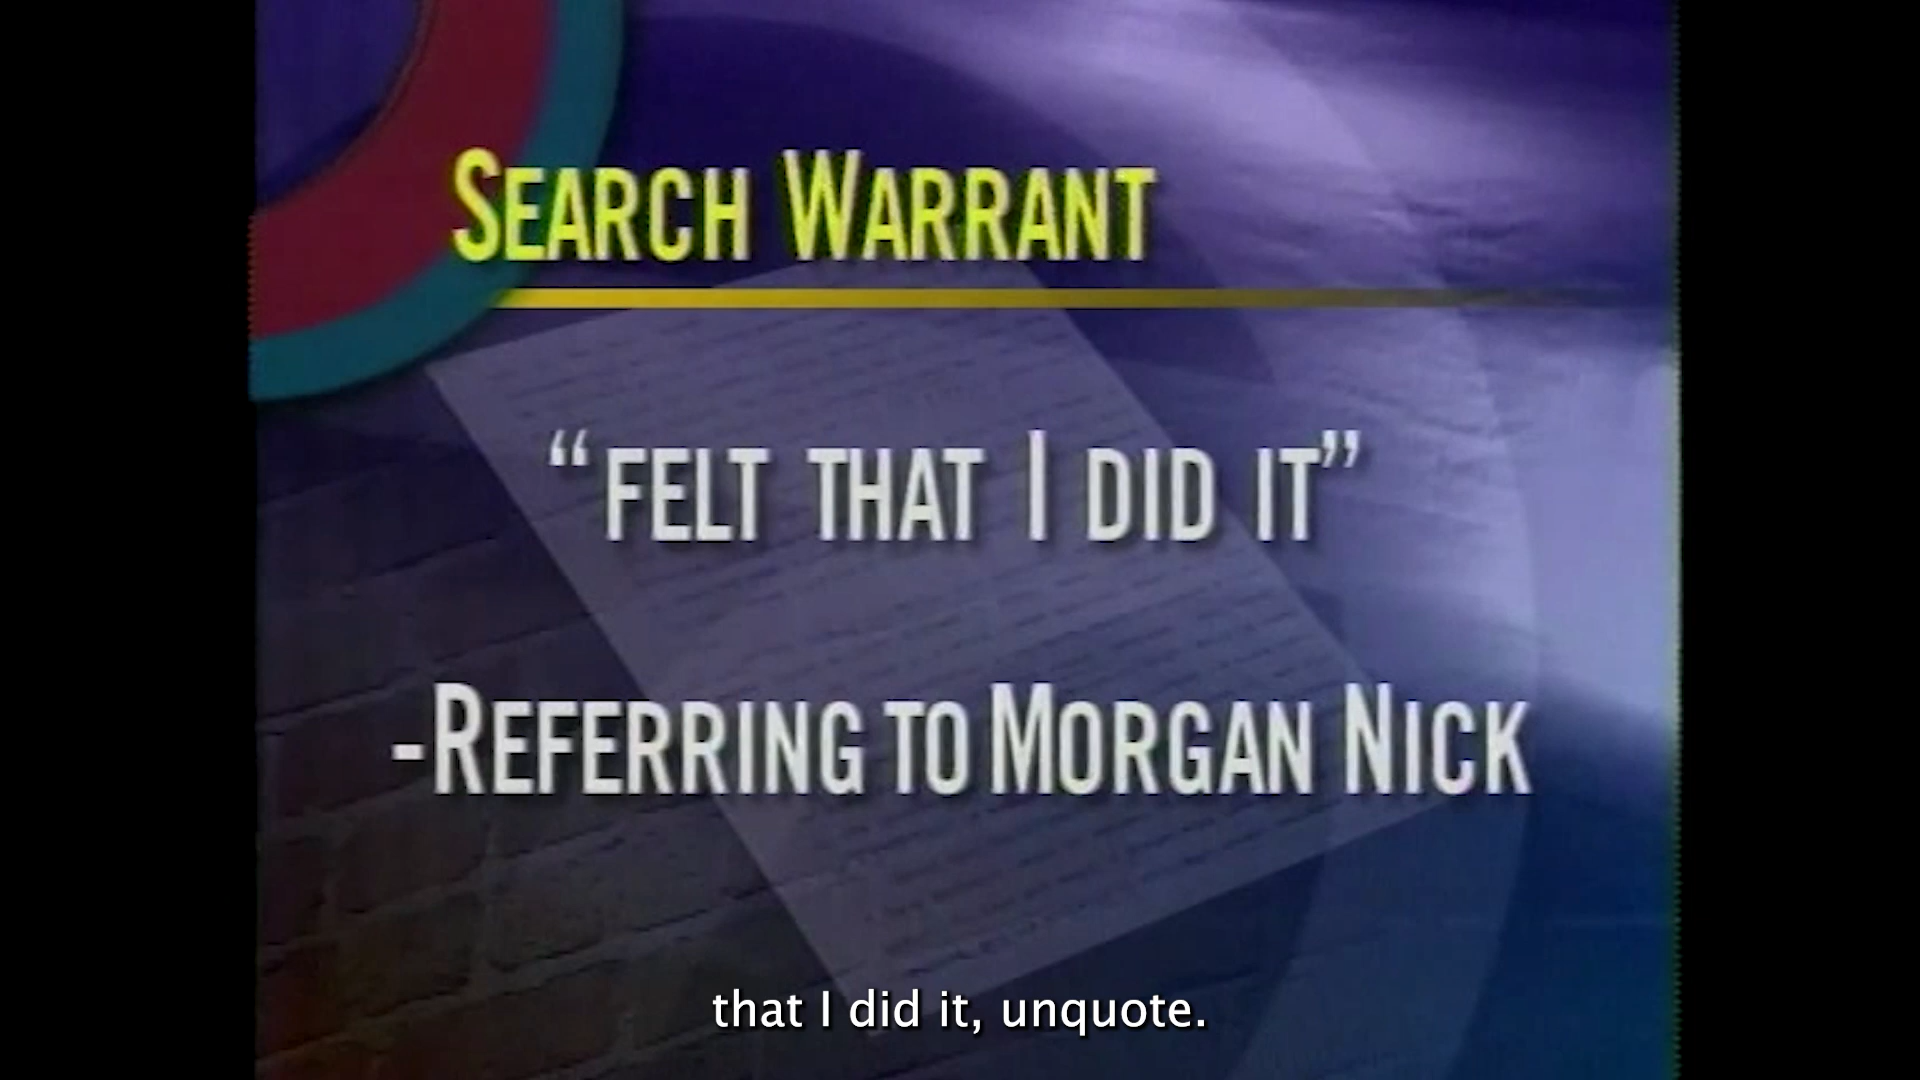 SEARCH WARRANT
“FELT THAT I DID IT”
-REFERRING TO MORGAN NICK
that I did it, unquote.